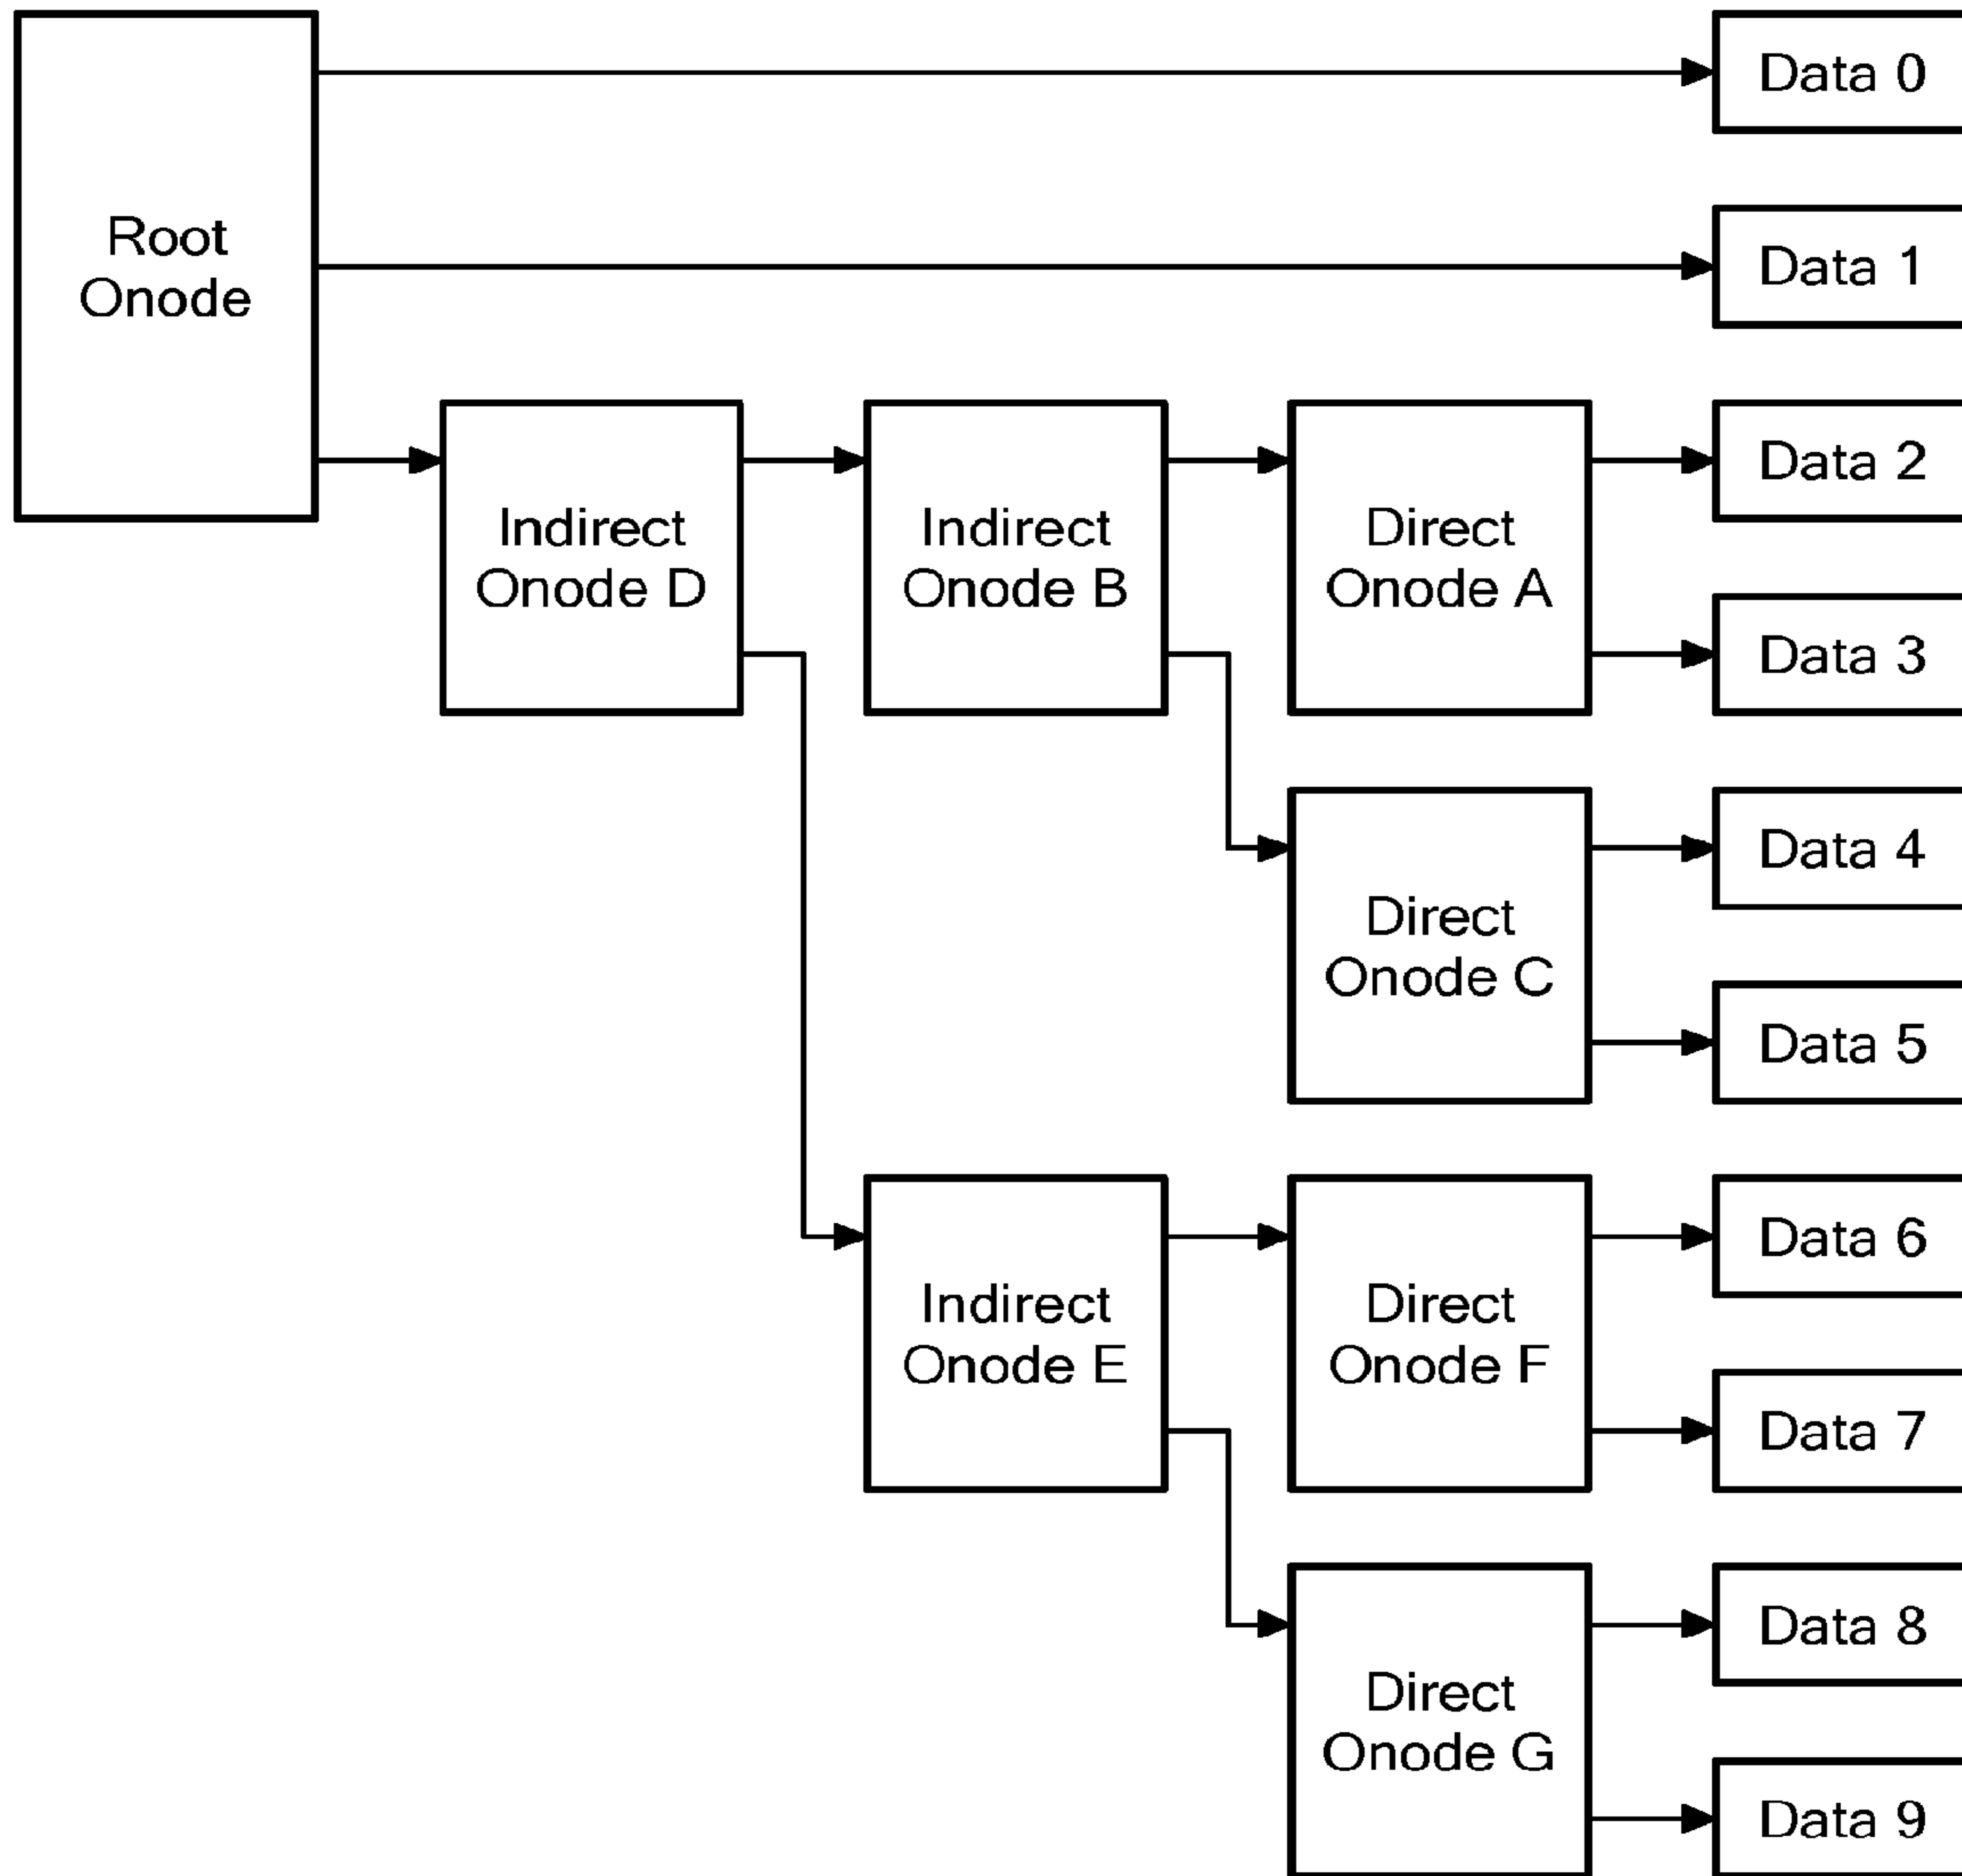 Data 0
Root
Onode
Data 1
Indirect
Onode D
Indirect
Onode B
Direct
Onode A
Data 2
Data 3
Direct
Onode C
Data 4
Data 5
Indirect
Onode E
Direct
Onode F
Data 6
Data 7
Direct
Onode G
Data 8
Data 9